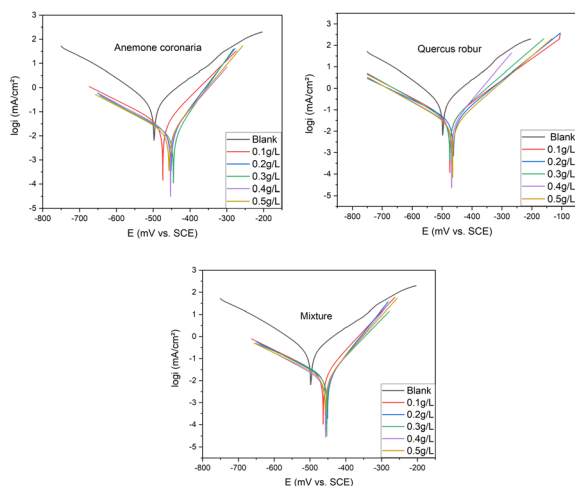 Anemone coronaria
logi (mA/cm²)
3
2
1
0
-1
-2
-3
-4
-5
-800 -700 -600 -500 -400 -300 -200 -100
E (mV vs. SCE)
Blank
0.1g/L
0.2g/L
0.3g/L
0.4g/L
0.5g/L
Quercus robur
logi (mA/cm²)
3
2
1
0
-1
-2
-3
-4
-5
-800 -700 -600 -500 -400 -300 -200 -100
E (mV vs. SCE)
Blank
0.1g/L
0.2g/L
0.3g/L
0.4g/L
0.5g/L
Mixture
logi (mA/cm²)
3
2
1
0
-1
-2
-3
-4
-5
-6
-800 -700 -600 -500 -400 -300 -200 -100
E (mV vs. SCE)
Blank
0.1g/L
0.2g/L
0.3g/L
0.4g/L
0.5g/L